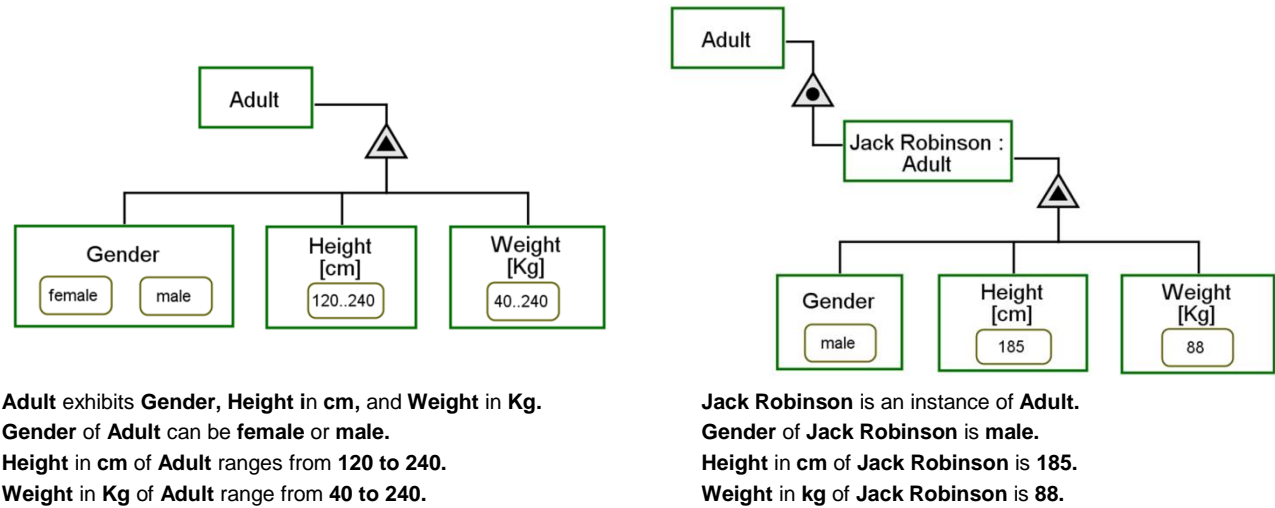 Adult
Gender
female male
Height
[cm]
120..240
Weight
[Kg]
40..240
Adult exhibits Gender, Height in cm, and Weight in Kg.
Gender of Adult can be female or male.
Height in cm of Adult ranges from 120 to 240.
Weight in Kg of Adult range from 40 to 240.
Adult
Jack Robinson :
Adult
Gender
male
Height
[cm]
185
Weight
[Kg]
88
Jack Robinson is an instance of Adult.
Gender of Jack Robinson is male.
Height in cm of Jack Robinson is 185.
Weight in kg of Jack Robinson is 88.